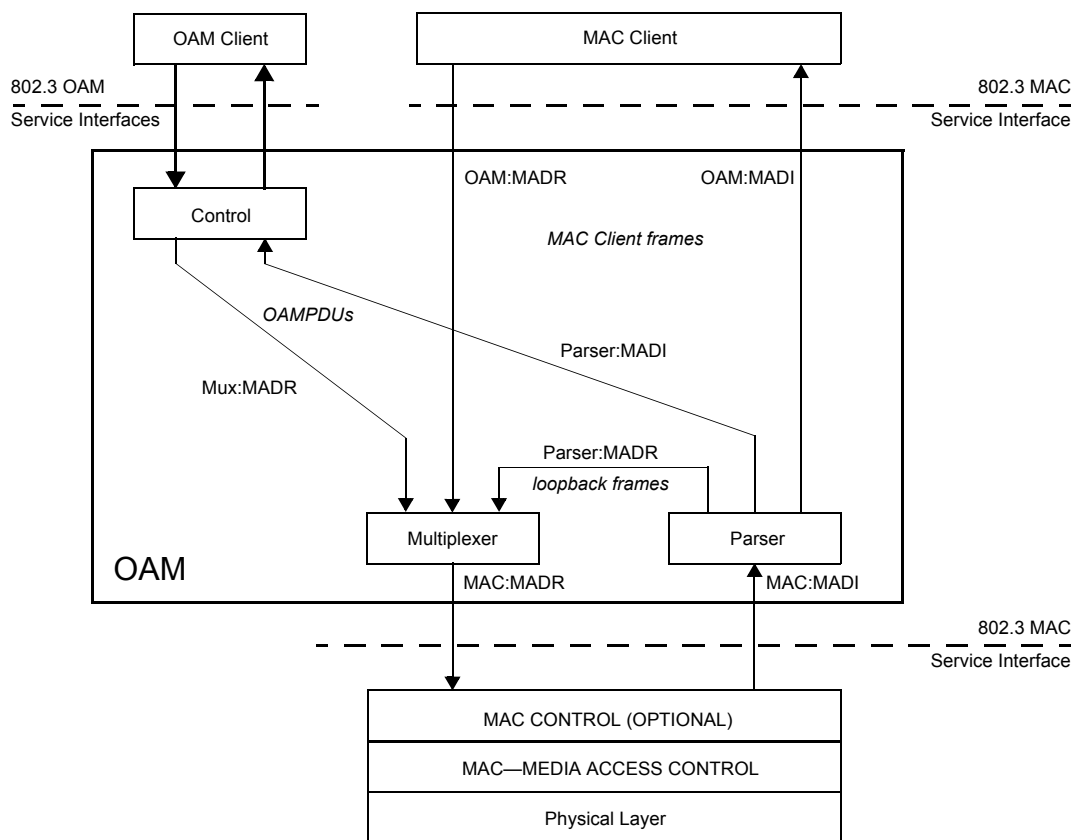 OAM Client
MAC Client
802.3 OAM
Service Interfaces
802.3 MAC
Service Interface
OAM:MADR
OAM:MADI
Control
MAC Client frames
OAMPDUs
Parser:MADI
Mux:MADR
Parser:MADR
loopback frames
Multiplexer
Parser
OAM
MAC:MADR
MAC:MADI
802.3 MAC
Service Interface
MAC CONTROL (OPTIONAL)
MAC—MEDIA ACCESS CONTROL
Physical Layer